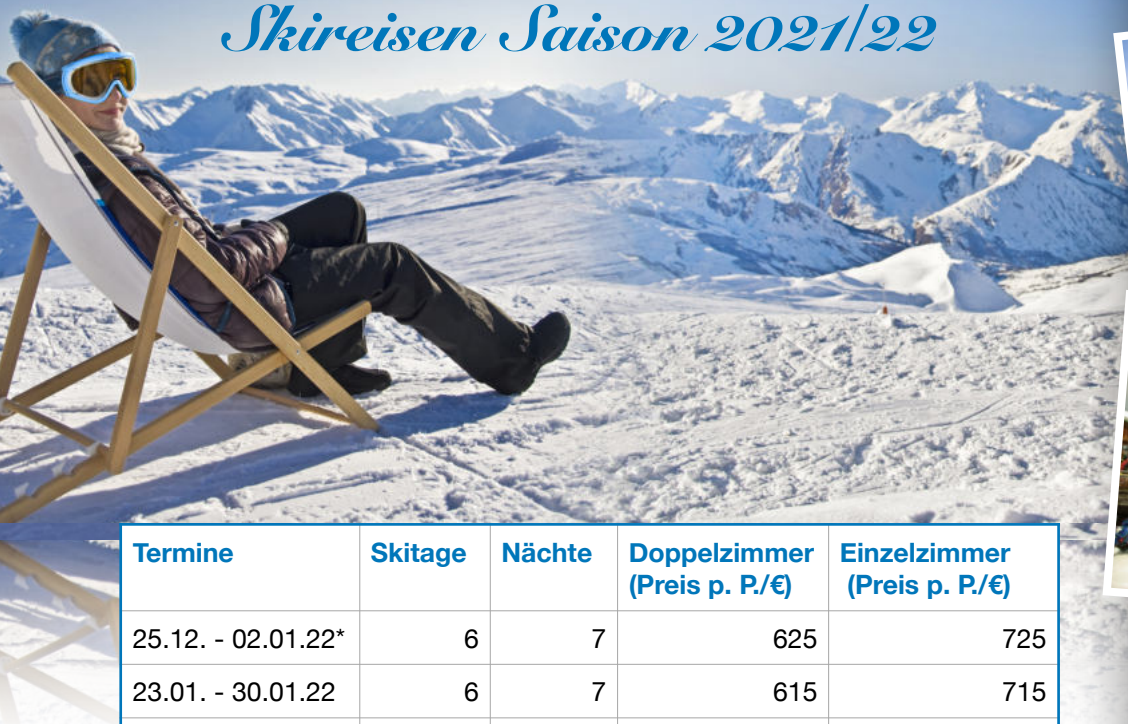 Skireisen Saison 2021/22
Termine Skitage Nächte Doppelzimmer (Preis p. P./€) Einzelzimmer (Preis p. P./€)
25.12. - 02.01.22* 6 7 625 725
23.01. - 30.01.22 6 7 615 715